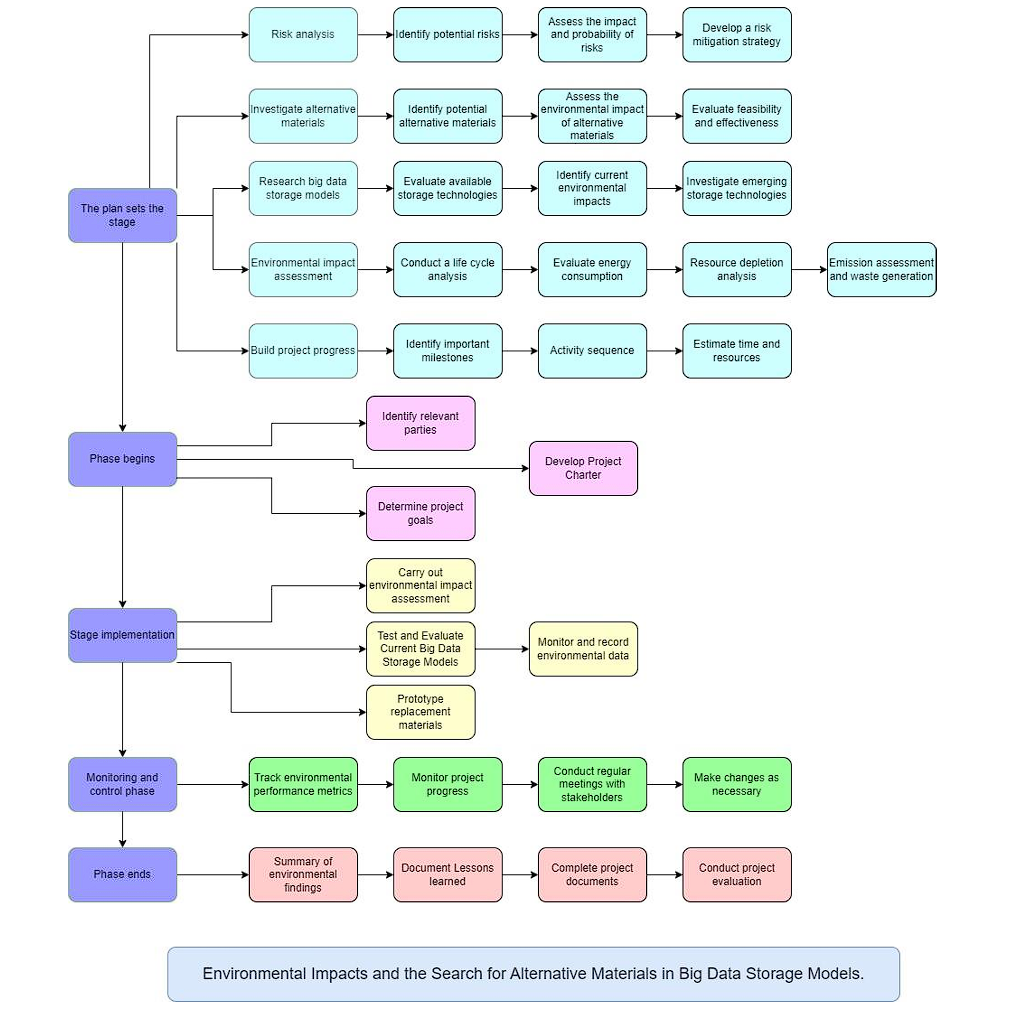 Risk analysis
Identify potential risks
Assess the impact
and probability of
risks
Develop a risk
mitigation strategy
Investigate alternative
materials
Identify potential
alternative materials
Assess the
environmental impact
of alternative
materials
Evaluate feasibility
and effectiveness
The plan sets the
stage
Research big data
storage models
Evaluate available
storage technologies
Identify current
environmental
impacts
Investigate emerging
storage technologies
Environmental impact
assessment
Conduct a life cycle
analysis
Evaluate energy
consumption
Resource depletion
analysis
Emission assessment
and waste generation
Build project progress
Identify important
milestones
Activity sequence
Estimate time and
resources
Phase begins
Identify relevant
parties
Develop Project
Charter
Determine project
goals
Stage implementation
Carry out
environmental impact
assessment
Test and Evaluate
Current Big Data
Storage Models
Monitor and record
environmental data
Prototype
replacement
materials
Monitoring and
control phase
Track environmental
performance metrics
Monitor project
progress
Conduct regular
meetings with
stakeholders
Make changes as
necessary
Phase ends
Summary of
environmental
findings
Document Lessons
learned
Complete project
documents
Conduct project
evaluation
Environmental Impacts and the Search for Alternative Materials in Big Data Storage Models.